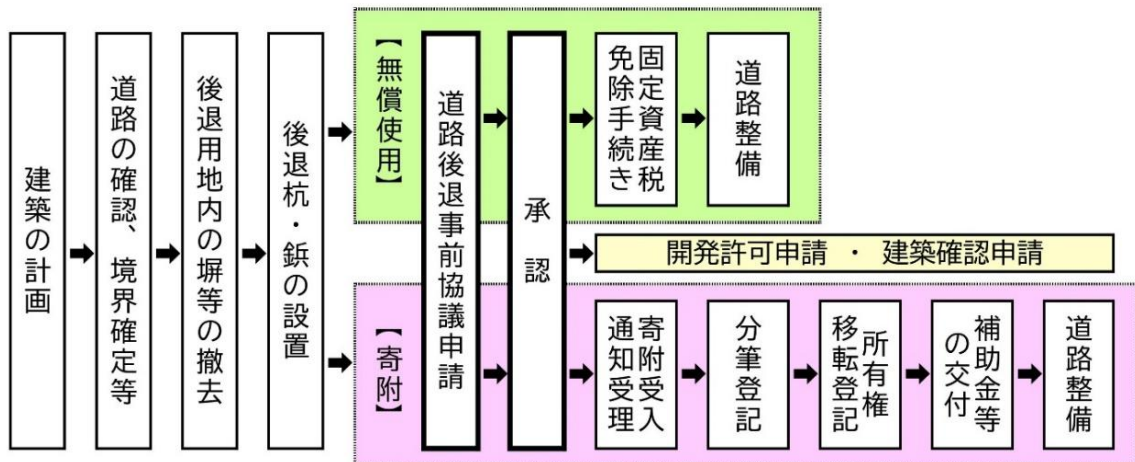 建築の計画
道路の確認、境界確定等
後退用地内の塀等の撤去
後退杭・鋲の設置
【無償使用】
【寄附】
道路後退事前協議申請
承認
固定資産税
免除手続き
道路整備
開発許可申請 ・ 建築確認申請
寄附受入
通知受理
分筆登記
所有権
移転登記
補助金等
の交付
道路整備